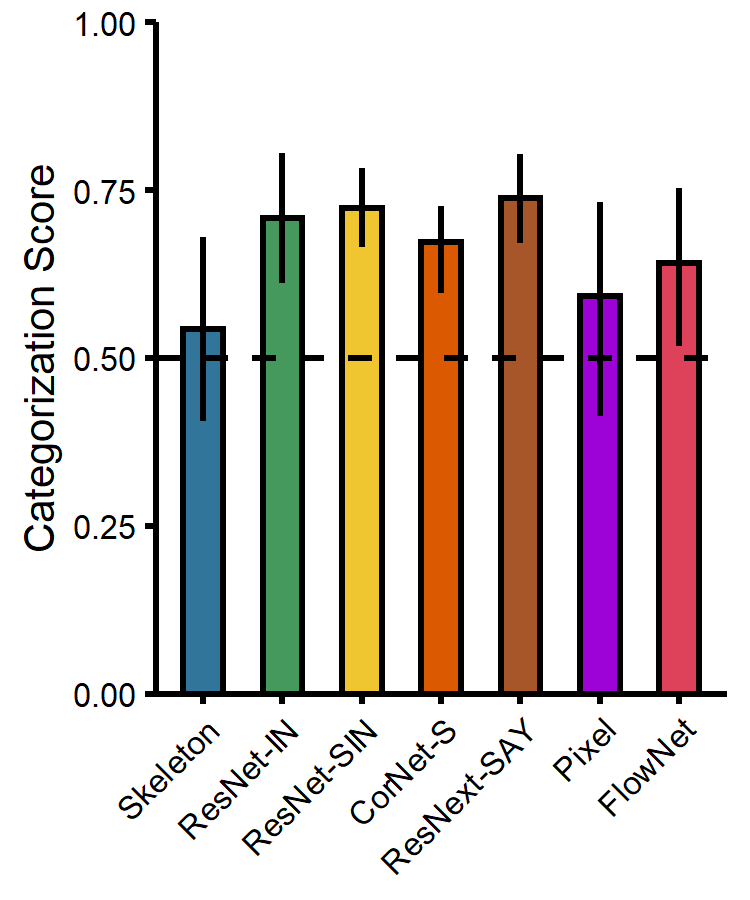 Categorization Score
1.00
0.75
0.50
0.25
0.00
Skeleton
ResNet-IN
ResNet-SIN
CorNet-S
ResNext-SAY
Pixel
FlowNet